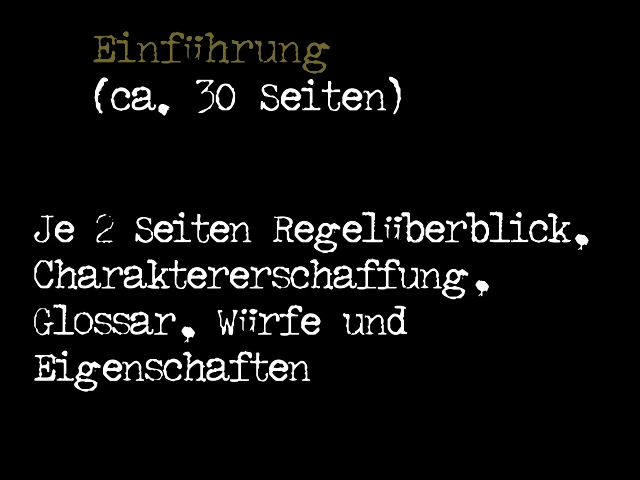 Einführung
(ca. 30 Seiten)
Je 2 Seiten Regelüberblick,
Charaktererschaffung,
Glossar, Würfe und
Eigenschaften